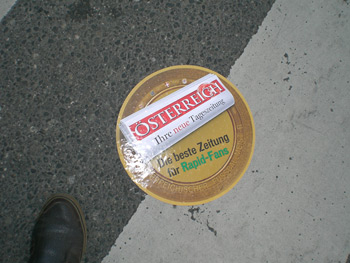 ÖSTERREICH
Ihre neue Tageszeitung
Die beste Zeitung
für Rapid-Fans